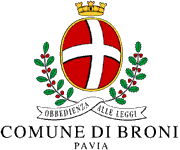 OBBEDIENZA ALLE LEGGI
COMUNE DI BRONI
PAVIA